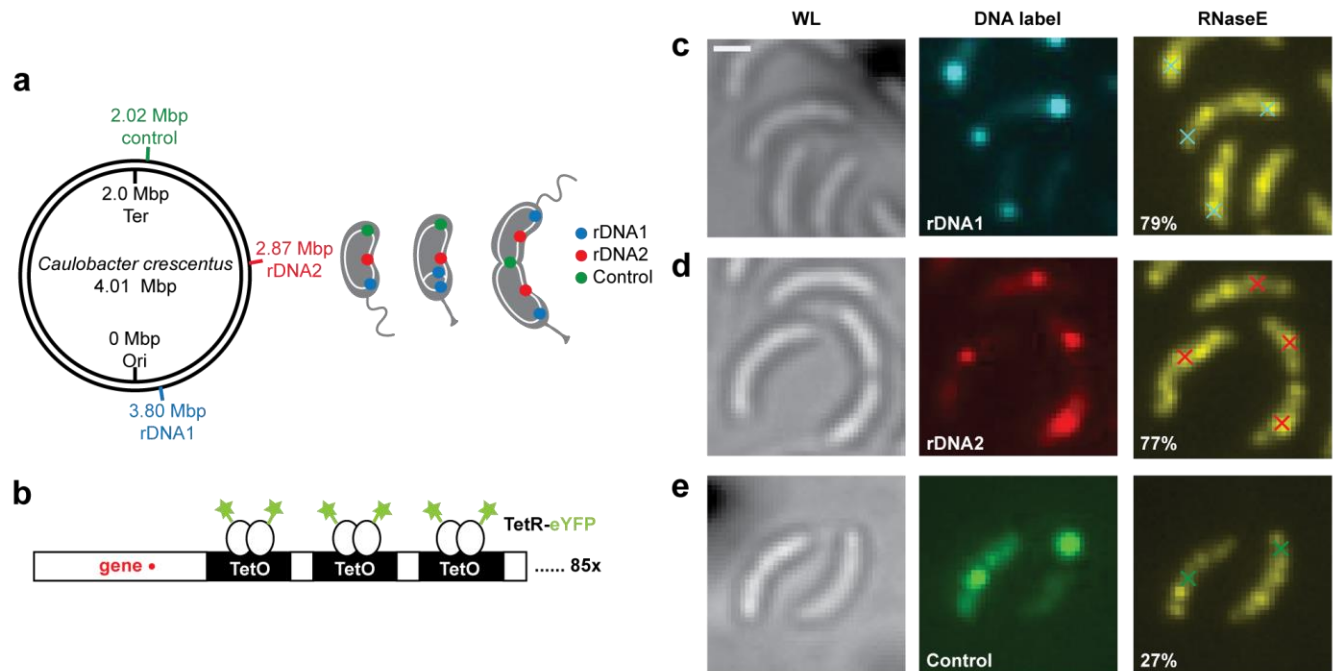 a
2.02 Mbp
control
2.0 Mbp
Ter
Caulobacter crescentus
4.01 Mbp
2.87 Mbp
rDNA2
0 Mbp
Ori
3.80 Mbp
rDNA1
rDNA1
rDNA2
Control
b
TetR-eYFP
gene
TetO
TetO
TetO
...... 85x
WL
DNA label
RNaseE
c
rDNA1
79%
d
rDNA2
77%
e
Control
27%